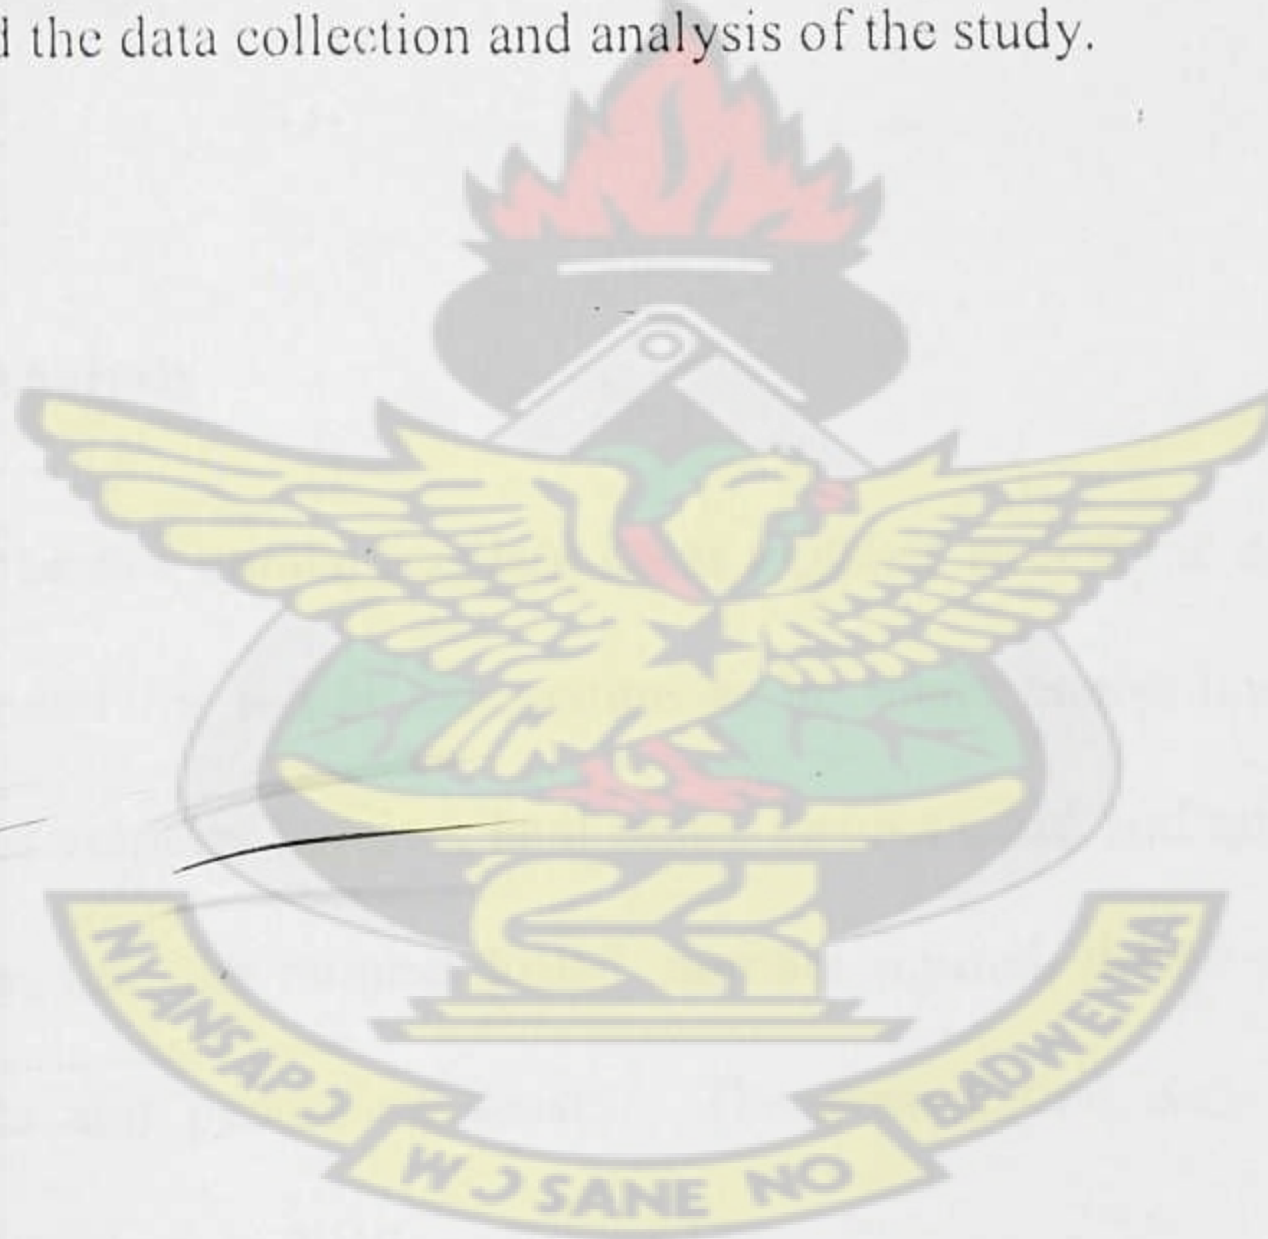 the data collection and analysis of the study.
NYANSAPƆ
WƆSANE NO
BADWENMA